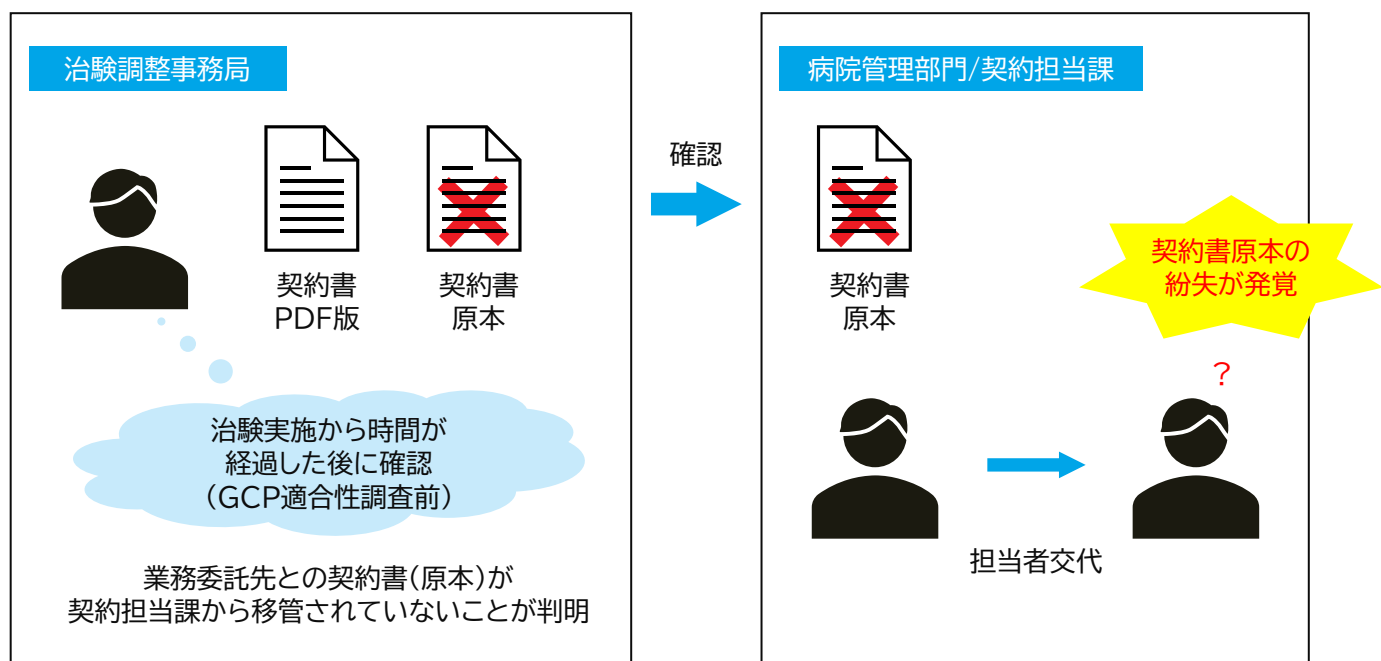 治験調整事務局
契約書
PDF版
契約書
原本
治験実施から時間が
経過した後に確認
（GCP適合性調査前）
業務委託先との契約書（原本）が
契約担当課から移管されていないことが判明
確認
病院管理部門/契約担当課
契約書
原本
契約書原本の
紛失が発覚
？
担当者交代